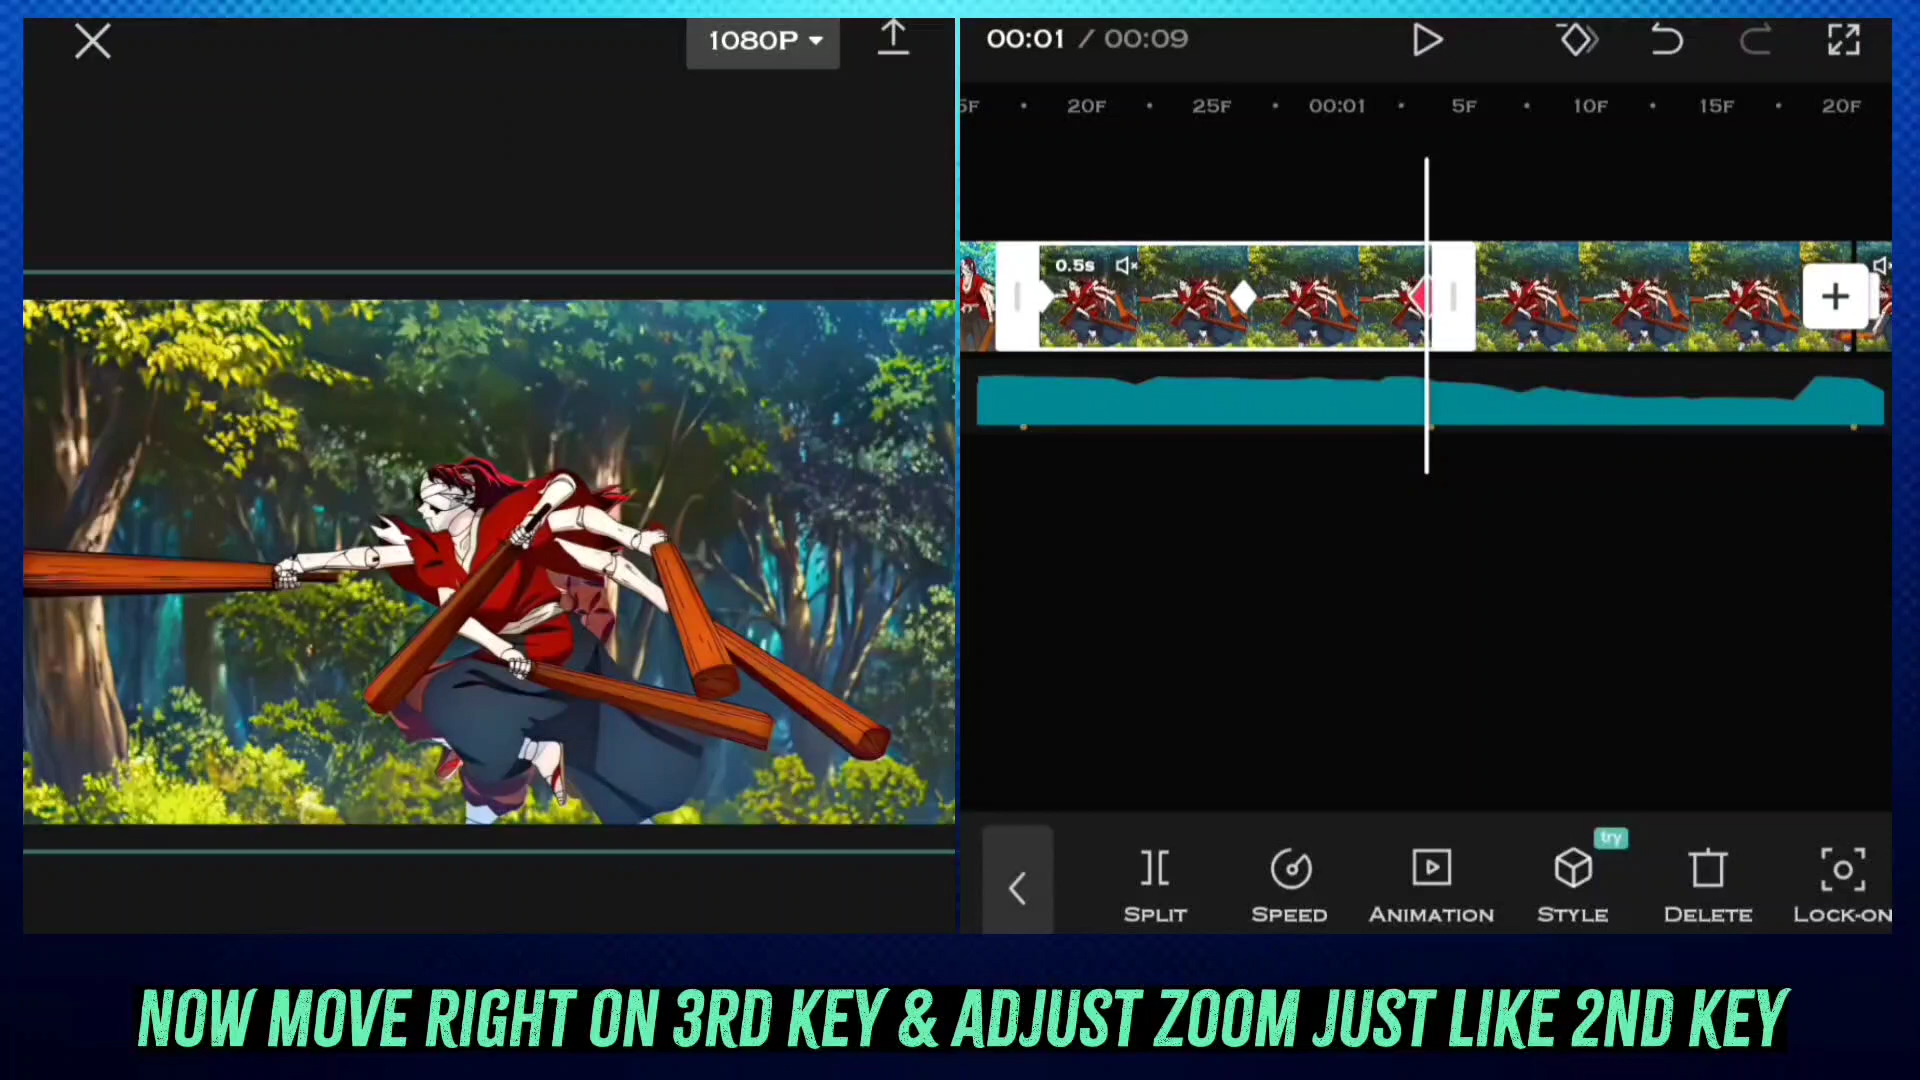 1080P
00:01 / 00:09
5F 20F 25F 00:01 5F 10F 15F 20F
0.5s
try
SPLIT SPEED ANIMATION STYLE DELETE LOCK-ON
NOW MOVE RIGHT ON 3RD KEY & ADJUST ZOOM JUST LIKE 2ND KEY